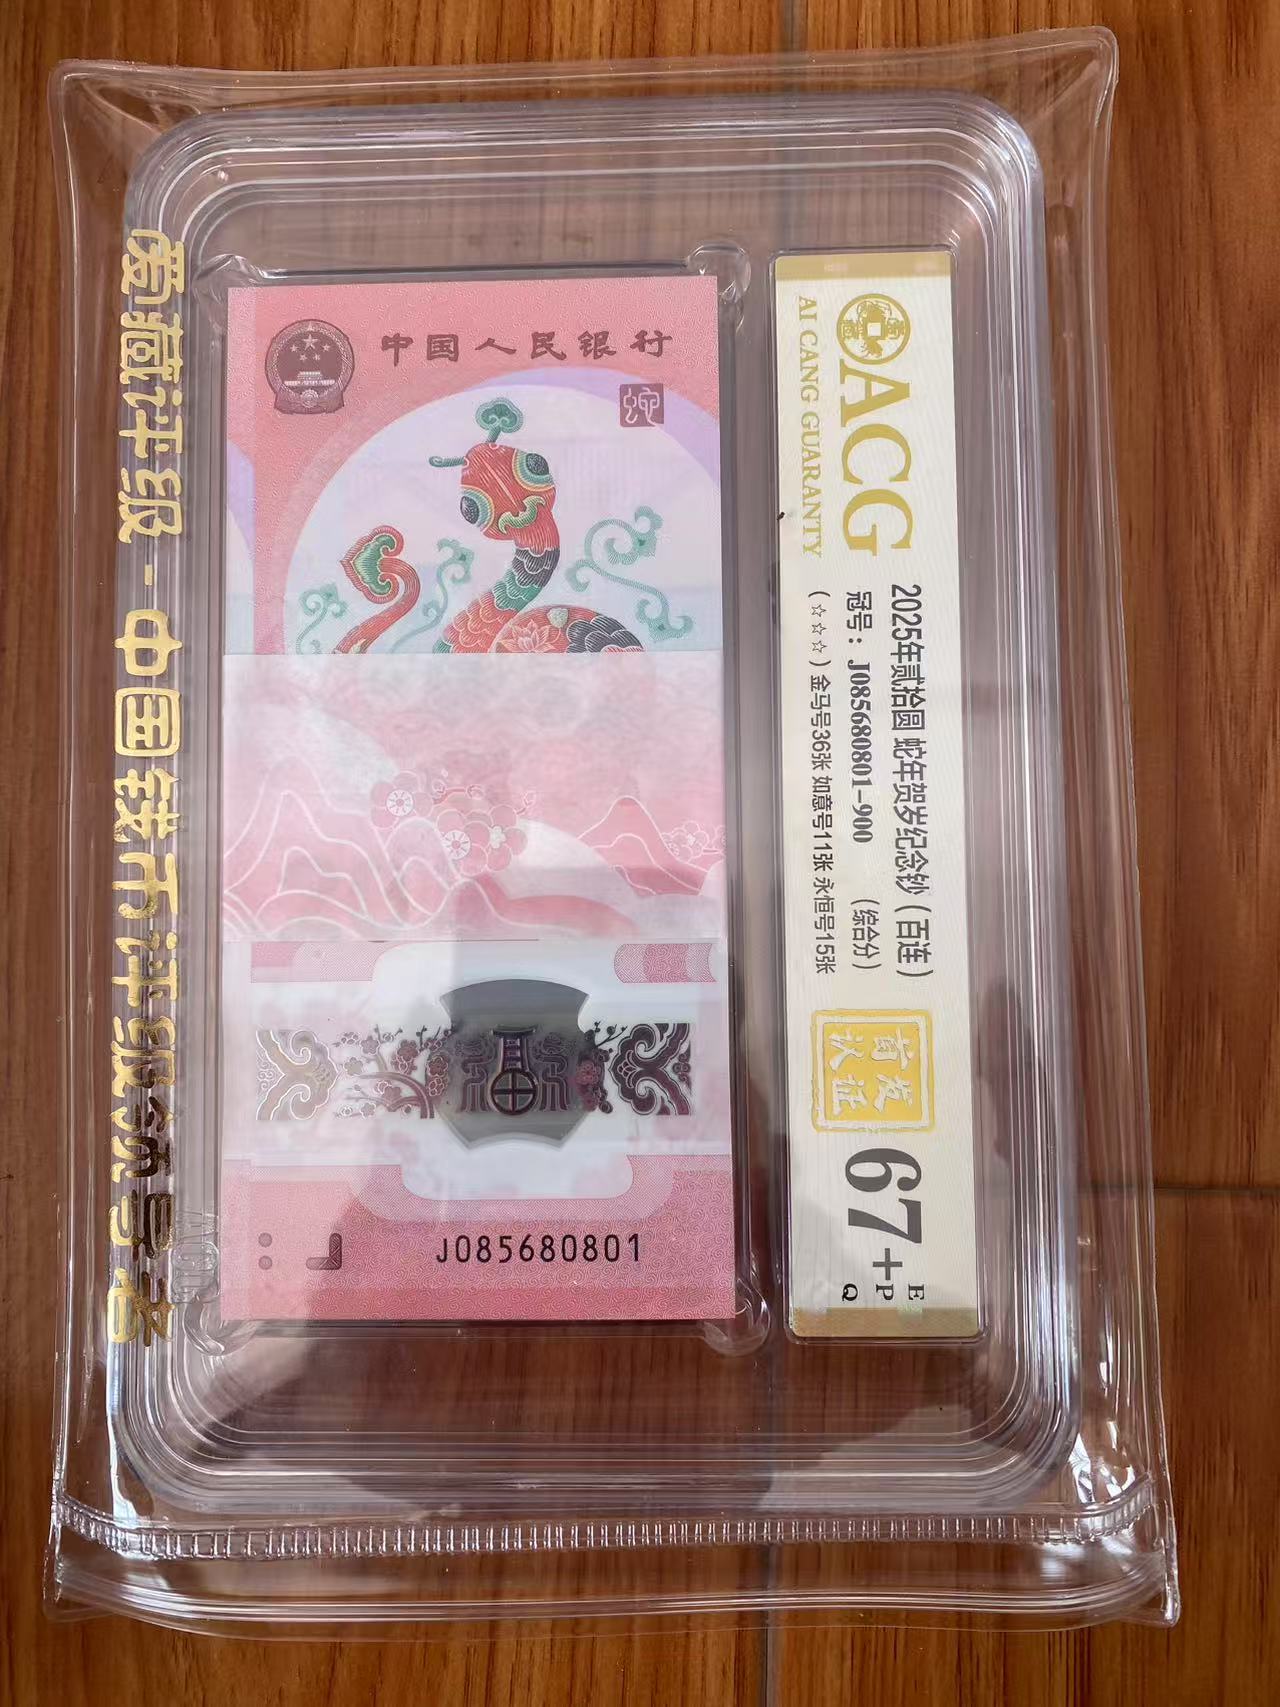 爱藏评级-中国钱币评级领导者
中国人民银行
蛇
J085680801
ACG
AI CANG GUARANTY
2025年贰拾圆 蛇年贺岁纪念钞(百连)
冠号:J085680801-900 (综合分)
(☆☆☆)金马号36张 如意号11张 永恒号15张
首发
认证
67+
E
P
Q